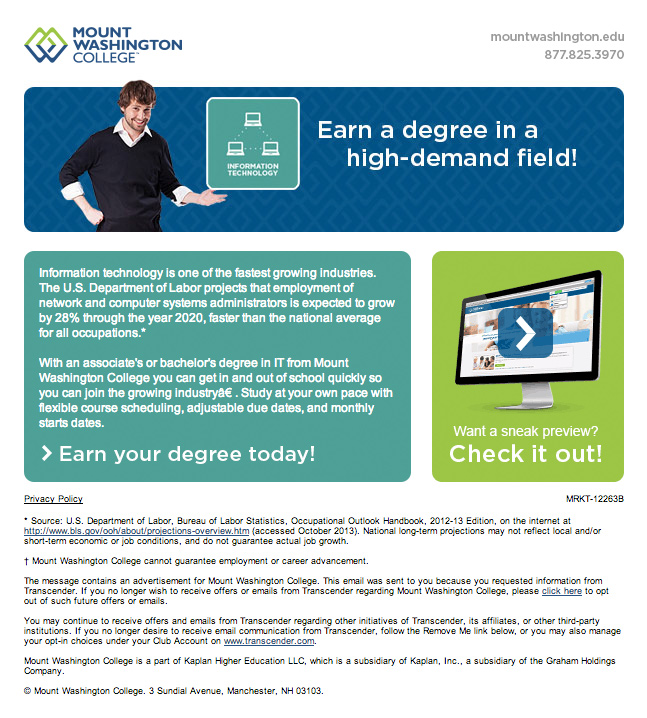 MOUNT
WASHINGTON
COLLEGE™
mountwashington.edu
877.825.3970
INFORMATION
TECHNOLOGY
Earn a degree in a
high-demand field!
Information technology is one of the fastest growing industries.
The U.S. Department of Labor projects that employment of
network and computer systems administrators is expected to grow
by 28% through the year 2020, faster than the national average
for all occupations.*
With an associate's or bachelor's degree in IT from Mount
Washington College you can get in and out of school quickly so
you can join the growing industryâ€ . Study at your own pace with
flexible course scheduling, adjustable due dates, and monthly
starts dates.
Earn your degree today!
Want a sneak preview?
Check it out!
Privacy Policy
MRKT-12263B
* Source: U.S. Department of Labor, Bureau of Labor Statistics, Occupational Outlook Handbook, 2012-13 Edition, on the internet at
http://www.bls.gov/ooh/about/projections-overview.htm (accessed October 2013). National long-term projections may not reflect local and/or
short-term economic or job conditions, and do not guarantee actual job growth.
† Mount Washington College cannot guarantee employment or career advancement.
The message contains an advertisement for Mount Washington College. This email was sent to you because you requested information from
Transcender. If you no longer wish to receive offers or emails from Transcender regarding Mount Washington College, please click here to opt
out of such future offers or emails.
You may continue to receive offers and emails from Transcender regarding other initiatives of Transcender, its affiliates, or other third-party
institutions. If you no longer desire to receive email communication from Transcender, follow the Remove Me link below, or you may also manage
your opt-in choices under your Club Account on www.transcender.com.
Mount Washington College is a part of Kaplan Higher Education LLC, which is a subsidiary of Kaplan, Inc., a subsidiary of the Graham Holdings
Company.
© Mount Washington College. 3 Sundial Avenue, Manchester, NH 03103.